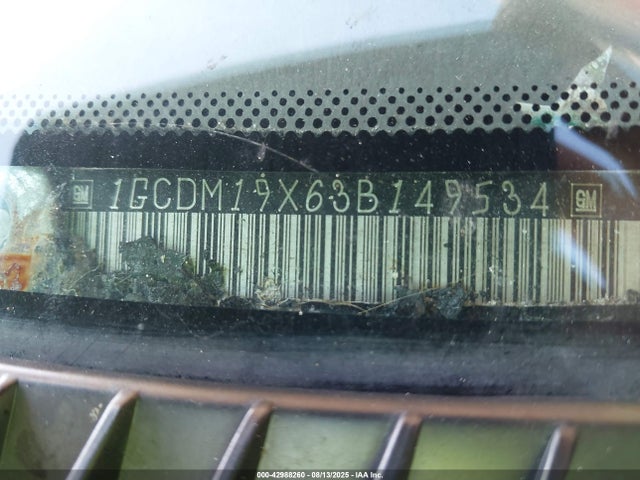 GM 1GCDM19X63B149534 GM
000-42988260 - 08/13/2025 - IAA Inc.